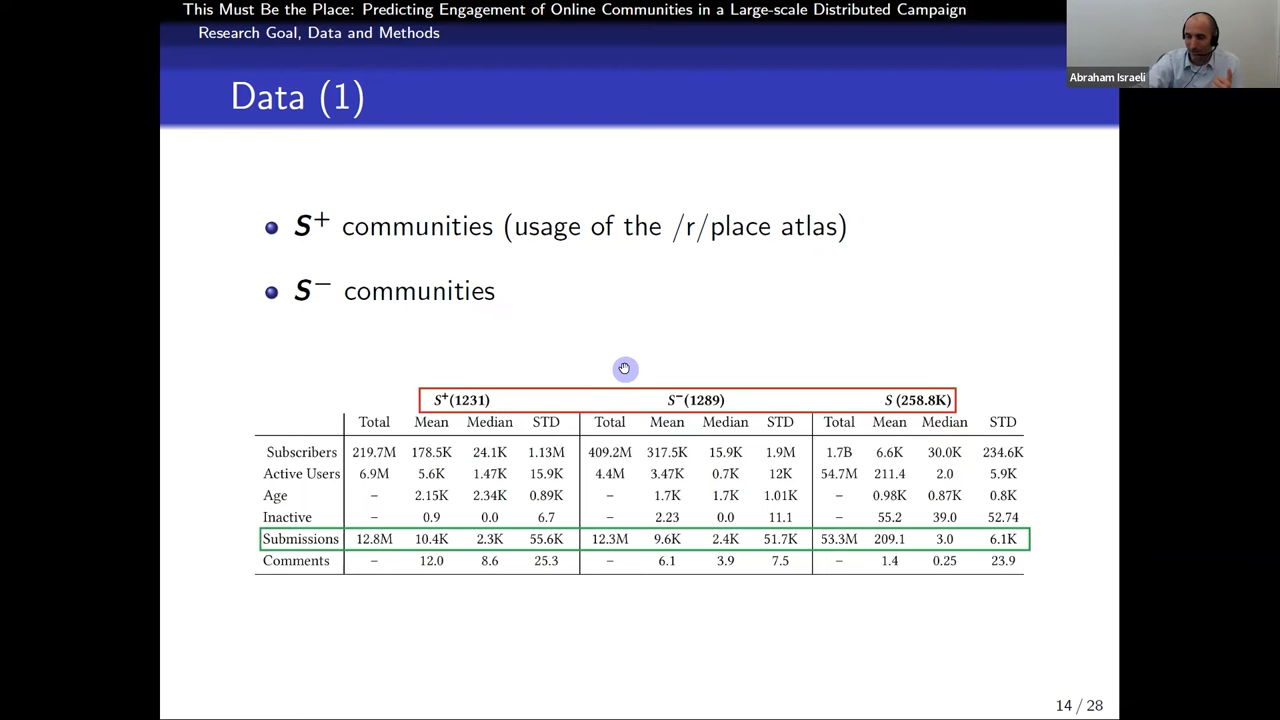 This Must Be the Place: Predicting Engagement of Online Communities in a Large-scale Distributed Campaign
Research Goal, Data and Methods
Abraham Israeli
Data (1)
S+ communities (usage of the /r/place atlas)
S− communities
S+(1231) S−(1289) S (258.8K)
Total Mean Median STD Total Mean Median STD Total Mean Median STD
Subscribers 219.7M 178.5K 24.1K 1.13M 409.2M 317.5K 15.9K 1.9M 1.7B 6.6K 30.0K 234.6K
Active Users 6.9M 5.6K 1.47K 15.9K 4.4M 3.47K 0.7K 12K 54.7M 211.4 2.0 5.9K
Age – 2.15K 2.34K 0.89K – 1.7K 1.7K 1.01K – 0.98K 0.87K 0.8K
Inactive – 0.9 0.0 6.7 – 2.23 0.0 11.1 – 55.2 39.0 52.74
Submissions 12.8M 10.4K 2.3K 55.6K 12.3M 9.6K 2.4K 51.7K 53.3M 209.1 3.0 6.1K
Comments – 12.0 8.6 25.3 – 6.1 3.9 7.5 – 1.4 0.25 23.9
14 / 28